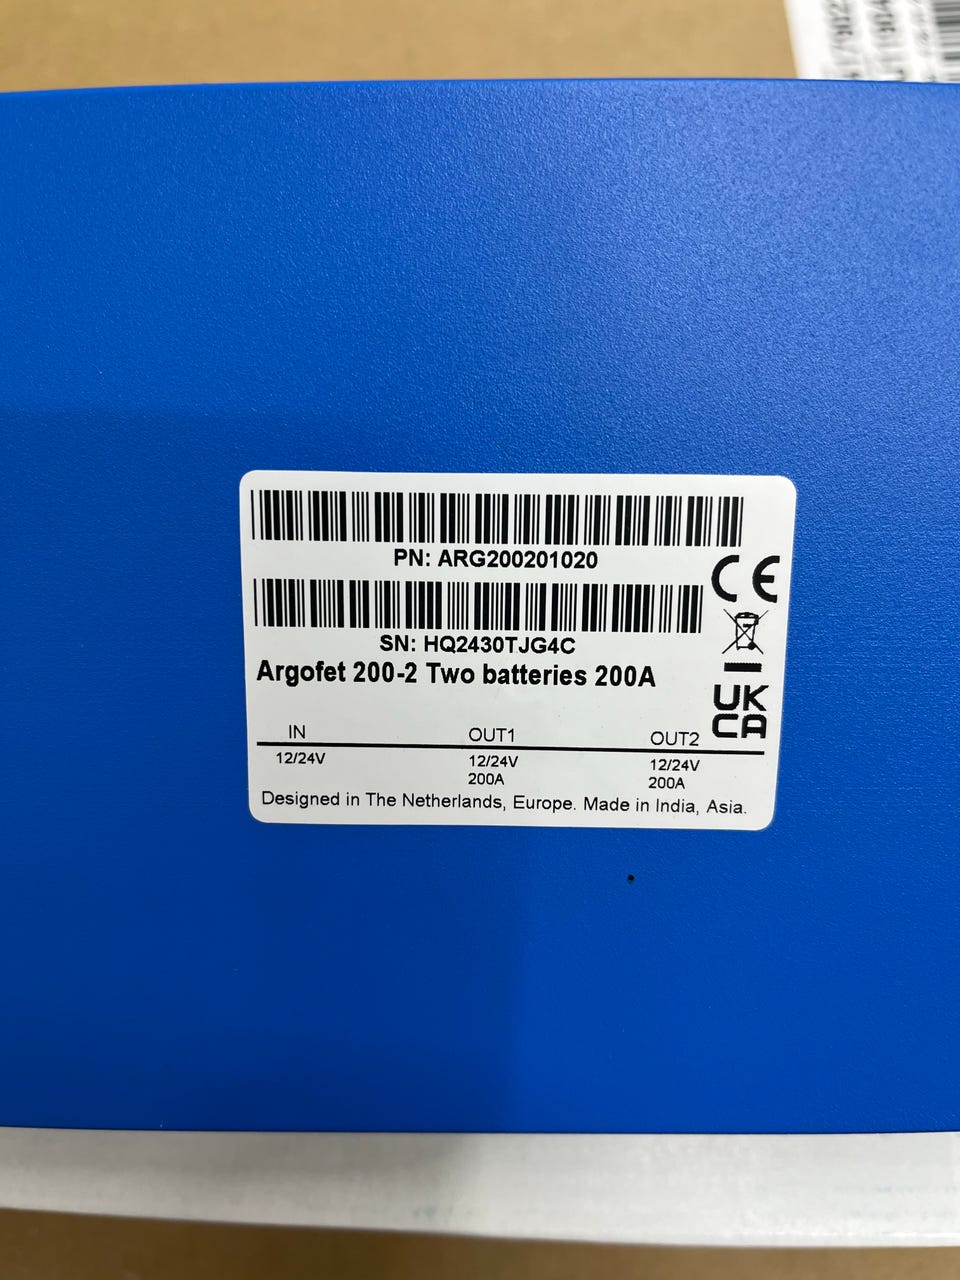 PN: ARG200201020
SN: HQ2430TJG4C
Argofet 200-2 Two batteries 200A
CE
UK
CA
IN OUT1 OUT2
12/24V 12/24V 12/24V
200A 200A
Designed in The Netherlands, Europe. Made in India, Asia.